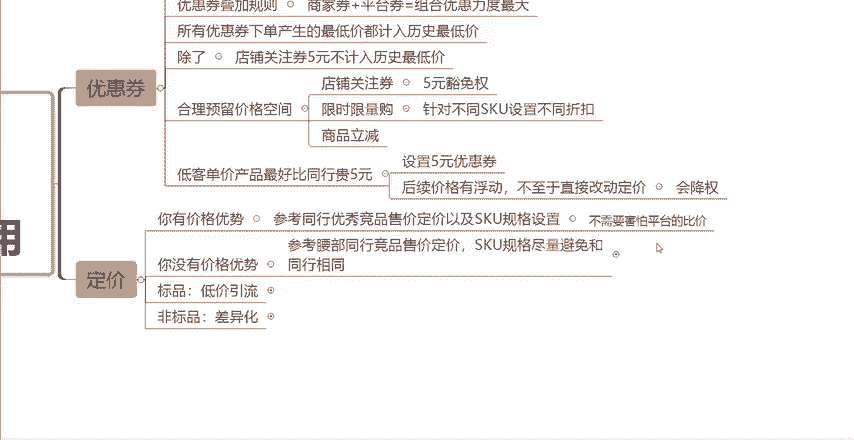 优惠券叠加规则 商家券+平台券=组合优惠力度最大
所有优惠券下单产生的最低价都计入历史最低价
除了 店铺关注券5元不计入历史最低价
优惠券
店铺关注券 5元豁免权
合理预留价格空间 限时限量购 针对不同SKU设置不同折扣
商品立减
低客单价产品最好比同行贵5元
设置5元优惠券
后续价格有浮动，不至于直接改动定价 会降权
用
定价
你有价格优势 参考同行优秀竞品售价定价以及SKU规格设置 不需要害怕平台的比价
你没有价格优势
参考腰部同行竞品售价定价，SKU规格尽量避免和
同行相同
标品：低价引流
非标品：差异化